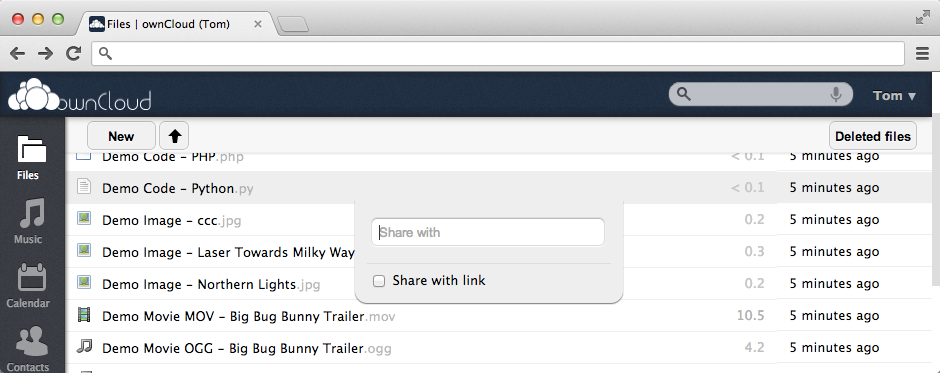 Files | ownCloud (Tom)
ownCloud
Tom ▾
New
Deleted files
Files
Music
Calendar
Contacts
Demo Code – PHP.php < 0.1 5 minutes ago
Demo Code – Python.py < 0.1 5 minutes ago
Share with
Share with link
Demo Image – ccc.jpg 0.2 5 minutes ago
Demo Image – Laser Towards Milky Way 0.3 5 minutes ago
Demo Image – Northern Lights.jpg 0.2 5 minutes ago
Demo Movie MOV – Big Bug Bunny Trailer.mov 10.5 5 minutes ago
Demo Movie OGG – Big Bug Bunny Trailer.ogg 4.2 5 minutes ago